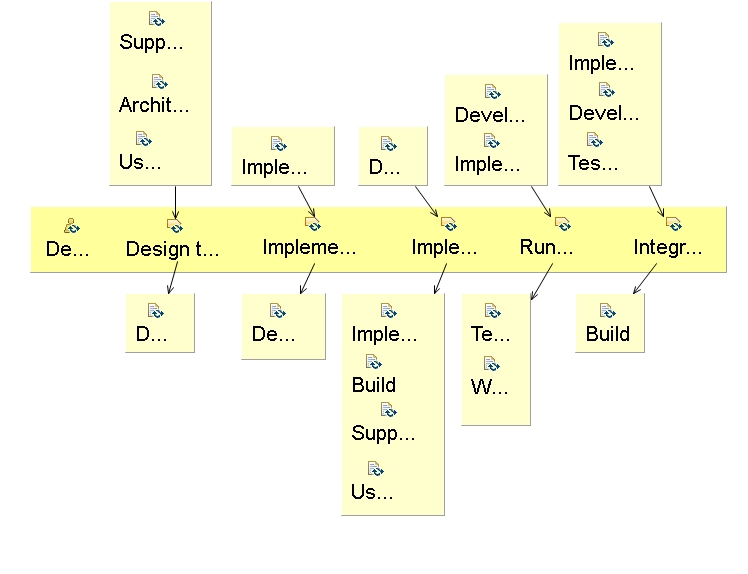 Supp...
Archit...
Us...
Imple...
D...
Devel...
Imple...
Imple...
Devel...
Tes...
De...
Design t...
Impleme...
Imple...
Run...
Integr...
D...
De...
Imple...
Build
Supp...
Us...
Te...
W...
Build